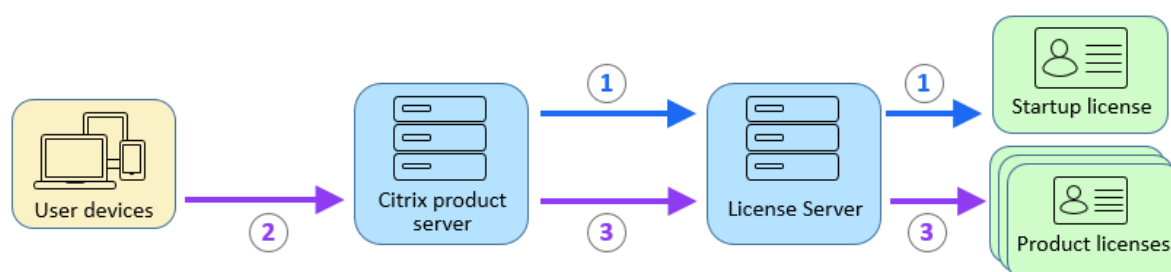 1
1
Startup license
User devices
2
Citrix product
server
3
License Server
3
Product licenses